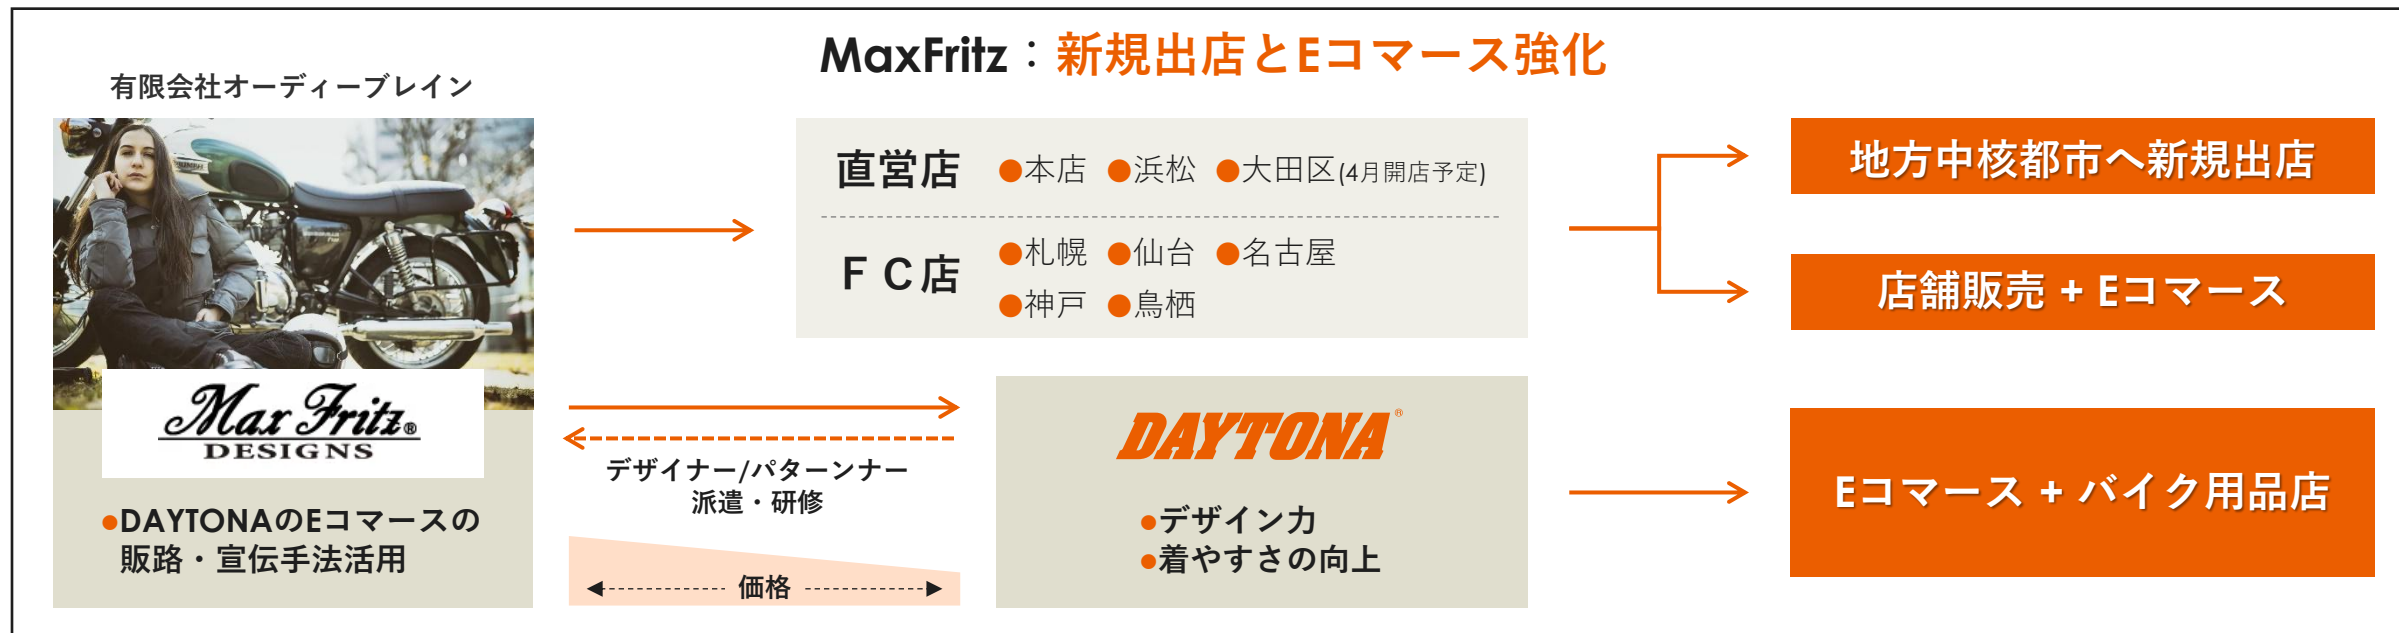 MaxFritz：新規出店とEコマース強化
有限会社オーディーブレイン
Max Fritz®
DESIGNS
●DAYTONAのEコマースの
販路・宣伝手法活用
直営店 ●本店 ●浜松 ●大田区(4月開店予定)
ＦＣ店 ●札幌 ●仙台 ●名古屋
●神戸 ●鳥栖
デザイナー/パターンナー
派遣・研修
価格
DAYTONA®
●デザイン力
●着やすさの向上
地方中核都市へ新規出店
店舗販売 + Eコマース
Eコマース + バイク用品店